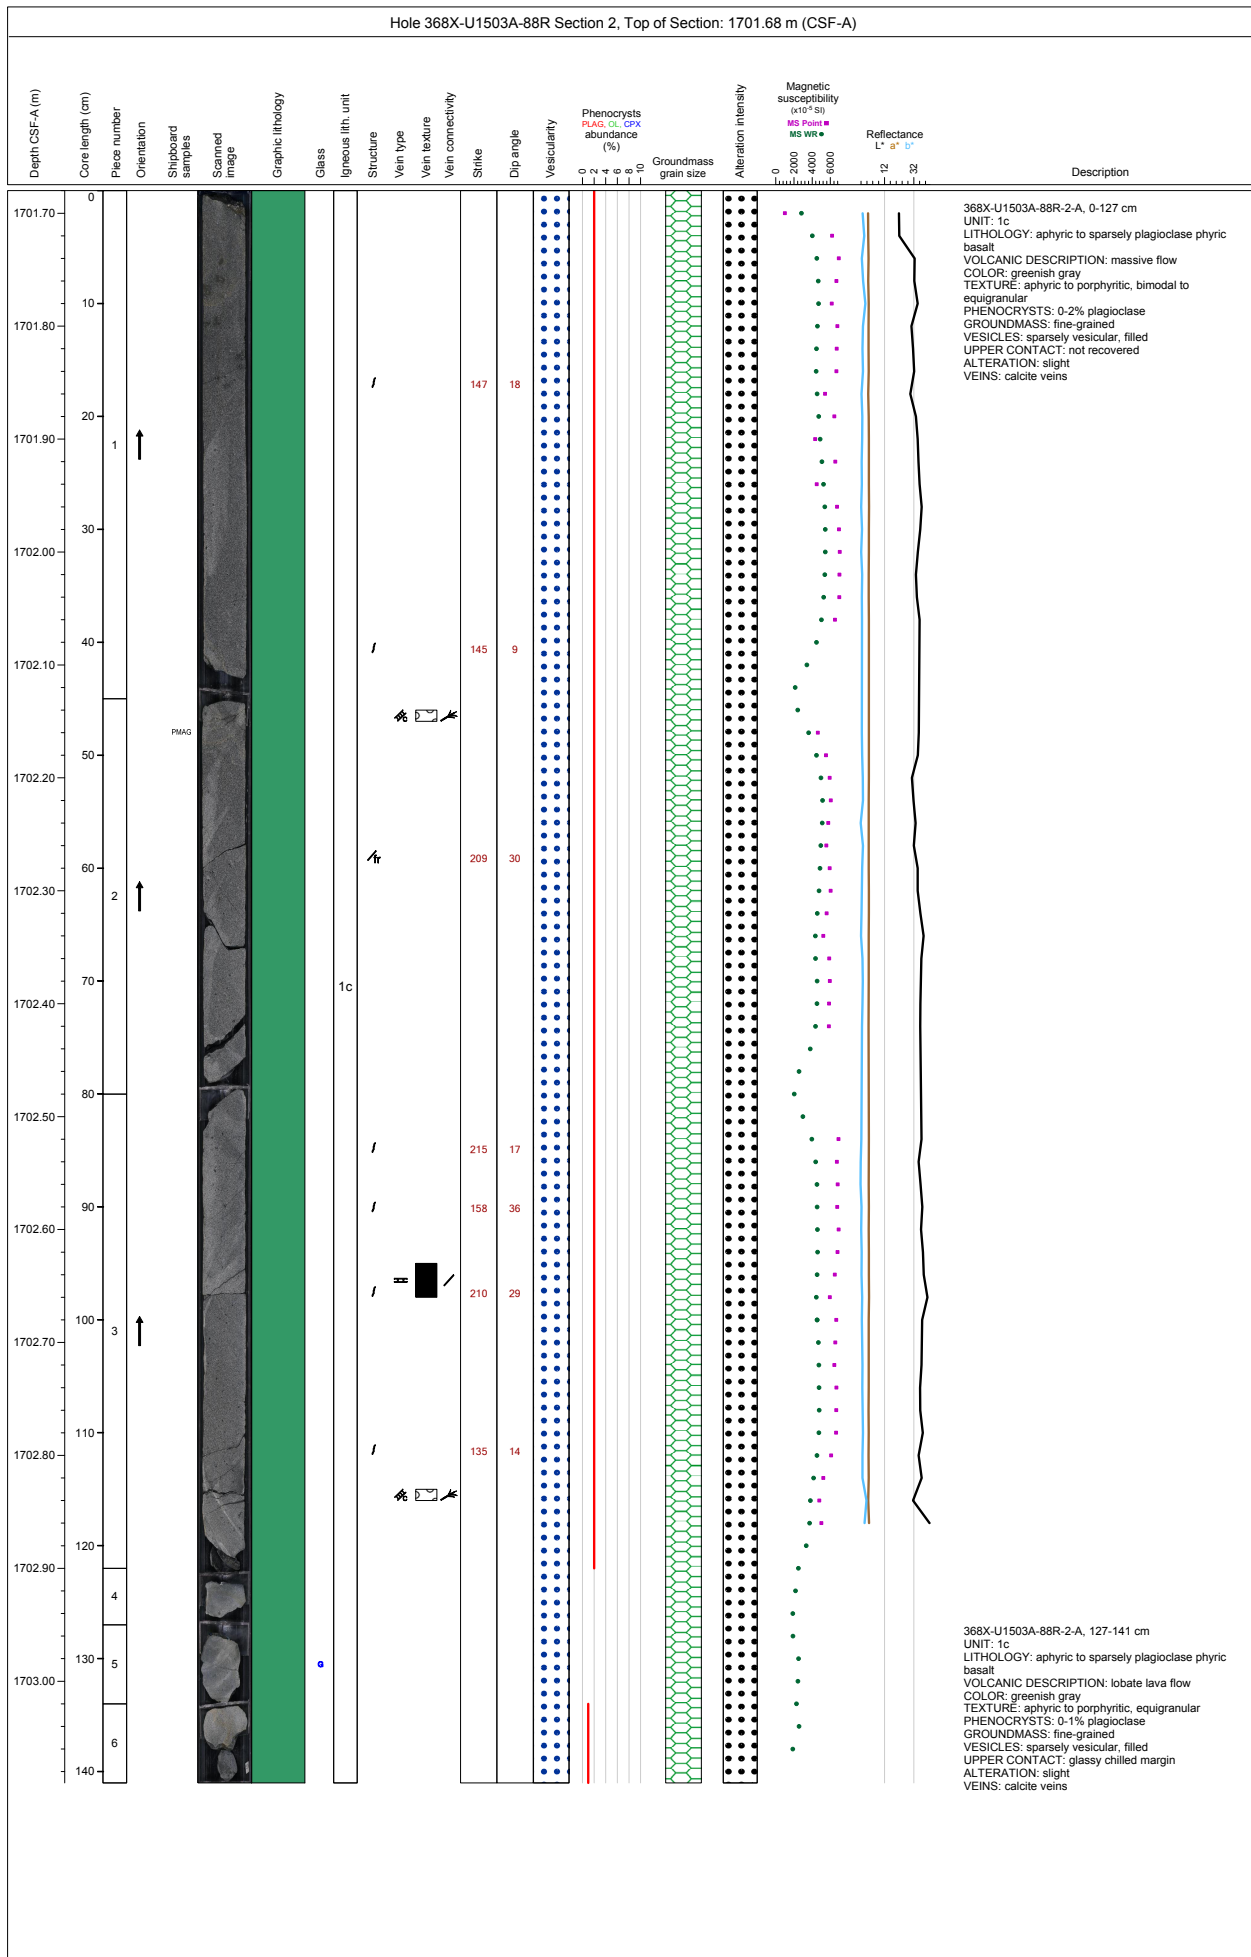 Hole 368X-U1503A-88R Section 2, Top of Section: 1701.68 m (CSF-A)
Depth CSF-A (m)
Core length (cm)
Piece number
Orientation
Shipboard
samples
Scanned
image
Graphic lithology
Glass
Igneous lith. unit
Structure
Vein type
Vein texture
Vein connectivity
Strike
Dip angle
Vesicularity
Phenocrysts
PLAG, OL, CPX
abundance
(%)
0 2 4 6 8 10
Groundmass
grain size
Alteration intensity
Magnetic
susceptibility
(x10⁻⁵ SI)
MS Point
MS WR
0 2000 4000 6000
Reflectance
L* a* b*
12 32
Description
0
1701.70
10
1701.80
147 18
20
1701.90
1
30
1702.00
40
145 9
1702.10
PMAG
50
1702.20
209 30
60
1702.30
2
70
1c
1702.40
80
1702.50
215 17
90
158 36
1702.60
210 29
100
3
1702.70
110
135 14
1702.80
120
1702.90
4
130
5
G
1703.00
6
140
368X-U1503A-88R-2-A, 0-127 cm
UNIT: 1c
LITHOLOGY: aphyric to sparsely plagioclase phyric
basalt
VOLCANIC DESCRIPTION: massive flow
COLOR: greenish gray
TEXTURE: aphyric to porphyritic, bimodal to
equigranular
PHENOCRYSTS: 0-2% plagioclase
GROUNDMASS: fine-grained
VESICLES: sparsely vesicular, filled
UPPER CONTACT: not recovered
ALTERATION: slight
VEINS: calcite veins
368X-U1503A-88R-2-A, 127-141 cm
UNIT: 1c
LITHOLOGY: aphyric to sparsely plagioclase phyric
basalt
VOLCANIC DESCRIPTION: lobate lava flow
COLOR: greenish gray
TEXTURE: aphyric to porphyritic, equigranular
PHENOCRYSTS: 0-1% plagioclase
GROUNDMASS: fine-grained
VESICLES: sparsely vesicular, filled
UPPER CONTACT: glassy chilled margin
ALTERATION: slight
VEINS: calcite veins